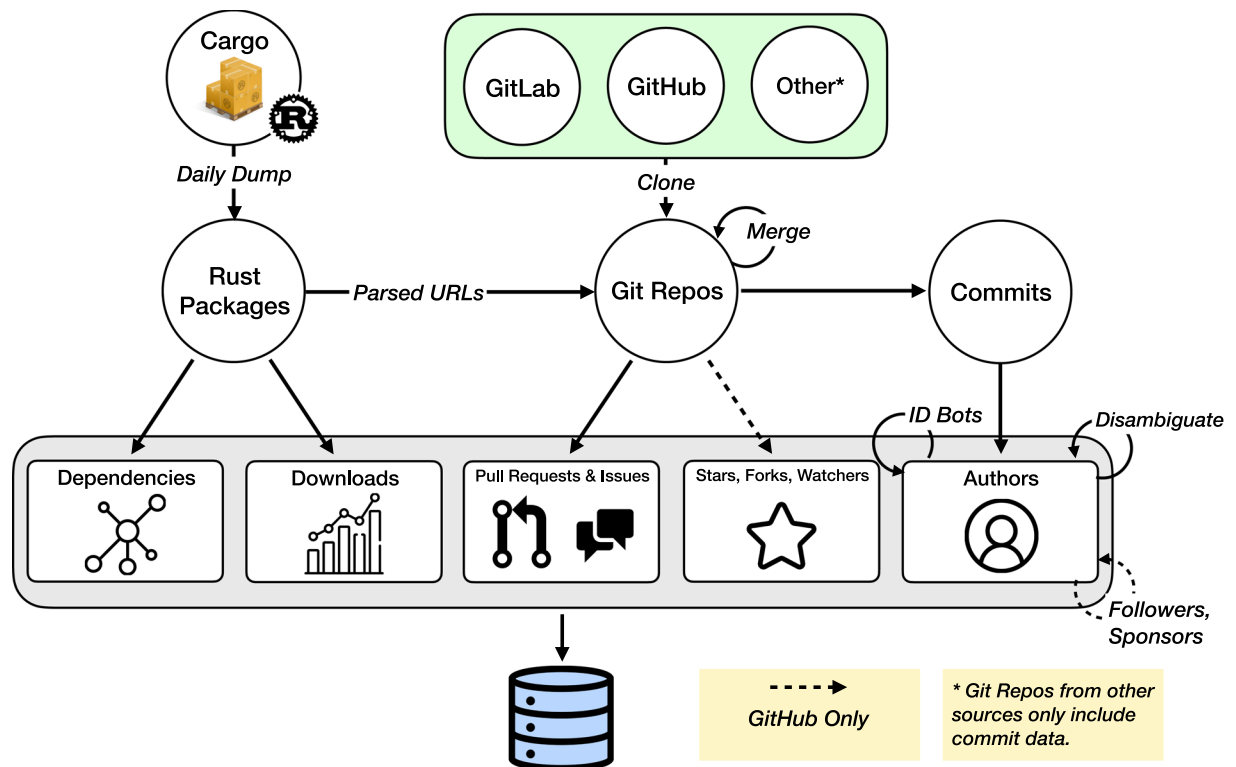 Cargo
R
GitLab
GitHub
Other*
Daily Dump
Clone
Merge
Rust
Packages
Parsed URLs
Git Repos
Commits
ID Bots
Disambiguate
Dependencies
Downloads
Pull Requests & Issues
Stars, Forks, Watchers
Authors
Followers,
Sponsors
GitHub Only
* Git Repos from other
sources only include
commit data.